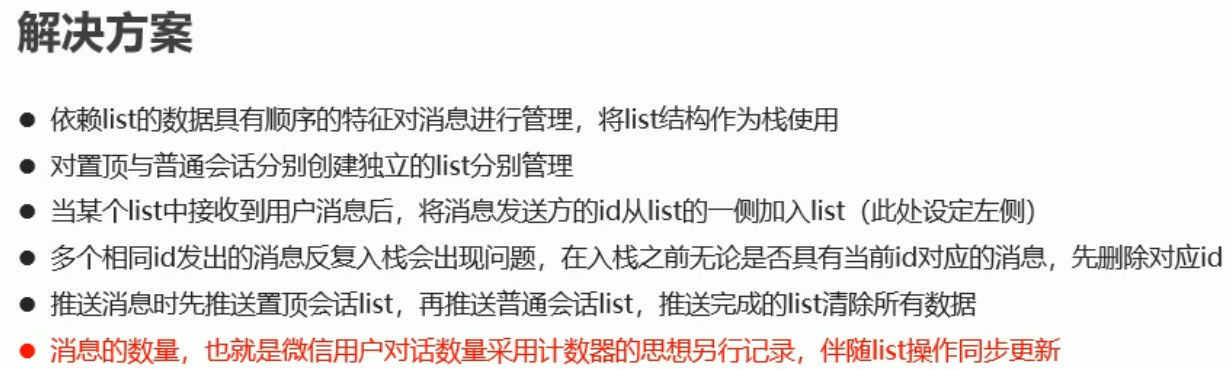 解决方案
● 依赖list的数据具有顺序的特征对消息进行管理，将list结构作为栈使用
● 对置顶与普通会话分别创建独立的list分别管理
● 当某个list中接收到用户消息后，将消息发送方的id从list的一侧加入list（此处设定左侧）
● 多个相同id发出的消息反复入栈会出现问题，在入栈之前无论是否具有当前id对应的消息，先删除对应id
● 推送消息时先推送置顶会话list，再推送普通会话list，推送完成的list清除所有数据
● 消息的数量，也就是微信用户对话数量采用计数器的思想另行记录，伴随list操作同步更新